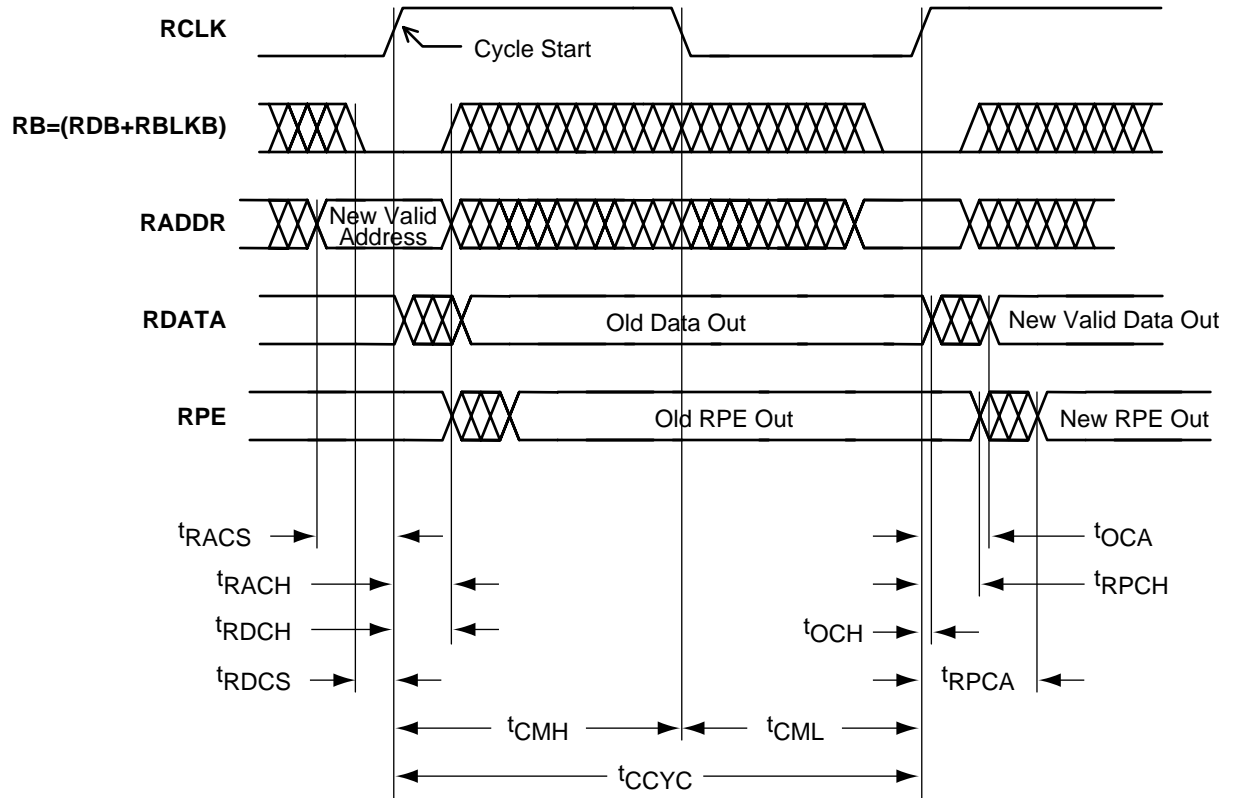 RCLK
Cycle Start
RB=(RDB+RBLKB)
RADDR
New Valid
Address
RDATA
Old Data Out
New Valid Data Out
RPE
Old RPE Out
New RPE Out
tRACS
tOCA
tRACH
tRPCH
tRDCH
tOCH
tRDCS
tRPCA
tCMH
tCML
tCCYC